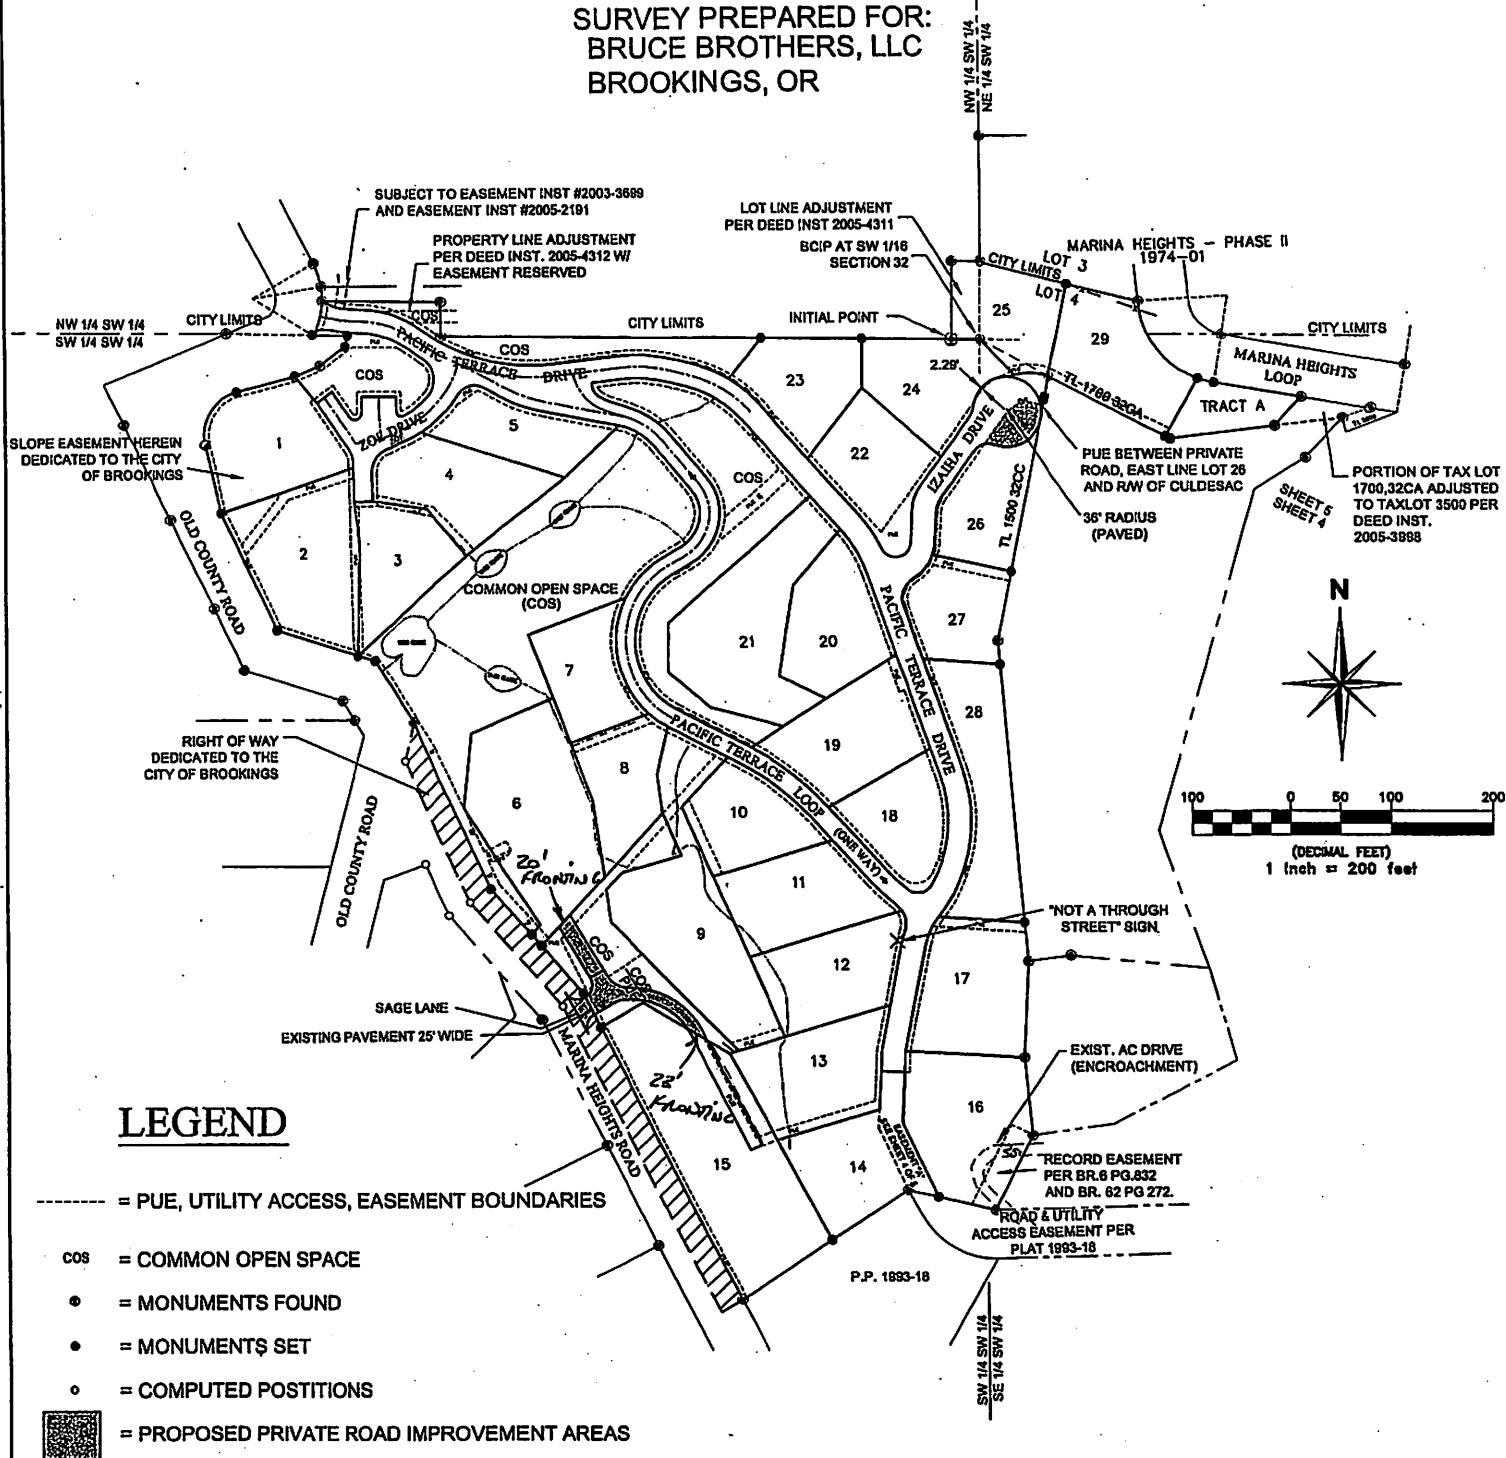 SURVEY PREPARED FOR:
BRUCE BROTHERS, LLC
BROOKINGS, OR
NW 1/4 SW 1/4
NE 1/4 SW 1/4
SUBJECT TO EASEMENT INST #2003-3699
AND EASEMENT INST #2005-2191
PROPERTY LINE ADJUSTMENT
PER DEED INST. 2005-4312 W/
EASEMENT RESERVED
LOT LINE ADJUSTMENT
PER DEED INST 2005-4311
BCIP AT SW 1/16
SECTION 32
CITY LIMITS
LOT 3
LOT 4
MARINA HEIGHTS - PHASE II
1974-01
NW 1/4 SW 1/4
SW 1/4 SW 1/4
CITY LIMITS
COS
CITY LIMITS
INITIAL POINT
25
29
CITY LIMITS
MARINA HEIGHTS
LOOP
TRACT A
PACIFIC TERRACE DRIVE
COS
COS
ZOE DRIVE
23
24
2.29'
TL-1700 32CA
IZAIHA DRIVE
1
5
4
22
SLOPE EASEMENT HEREIN
DEDICATED TO THE CITY
OF BROOKINGS
COS
PUE BETWEEN PRIVATE
ROAD, EAST LINE LOT 26
AND R/W OF CULDESAC
36' RADIUS
(PAVED)
PORTION OF TAX LOT
1700,32CA ADJUSTED
TO TAXLOT 3500 PER
DEED INST.
2005-3998
SHEET 5
SHEET 4
26
TL 1500 32CC
OLD COUNTY ROAD
2
3
COMMON OPEN SPACE
(COS)
N
7
21
20
27
PACIFIC TERRACE DRIVE
28
RIGHT OF WAY
DEDICATED TO THE
CITY OF BROOKINGS
PACIFIC TERRACE LOOP (ONE WAY)
19
8
6
10
18
100 0 50 100 200
(DECIMAL FEET)
1 inch = 200 feet
OLD COUNTY ROAD
20'
FRONTING
11
"NOT A THROUGH
STREET" SIGN
9
12
17
COS
COS
SAGE LANE
EXISTING PAVEMENT 25' WIDE
MARINA HEIGHTS ROAD
22'
FRONTING
13
EXIST. AC DRIVE
(ENCROACHMENT)
16
15
14
EASEMENT "A"
35'
RECORD EASEMENT
PER BR.6 PG.832
AND BR. 62 PG 272.
ROAD & UTILITY
ACCESS EASEMENT PER
PLAT 1993-18
P.P. 1993-18
SW 1/4 SW 1/4
SE 1/4 SW 1/4
LEGEND
= PUE, UTILITY ACCESS, EASEMENT BOUNDARIES
COS = COMMON OPEN SPACE
= MONUMENTS FOUND
= MONUMENTS SET
= COMPUTED POSTITIONS
= PROPOSED PRIVATE ROAD IMPROVEMENT AREAS